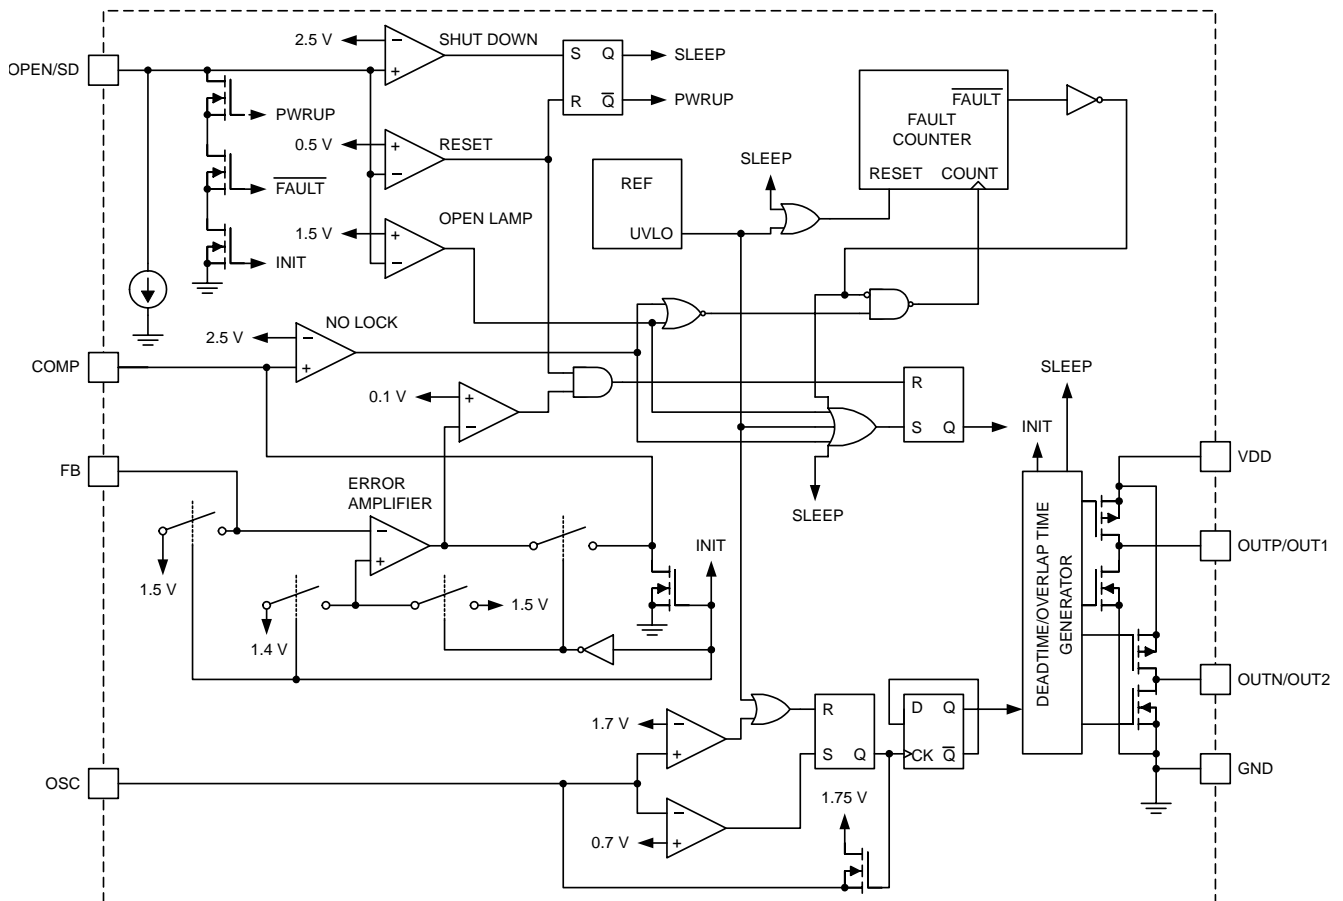 2.5 V
SHUT DOWN
OPEN/SD
S Q
SLEEP
R Q
PWRUP
PWRUP
0.5 V
RESET
FAULT
1.5 V
OPEN LAMP
INIT
REF
UVLO
SLEEP
FAULT
FAULT
COUNTER
RESET COUNT
NO LOCK
2.5 V
COMP
0.1 V
R
S Q
INIT
SLEEP
SLEEP
INIT
FB
ERROR
AMPLIFIER
1.5 V
1.4 V
1.5 V
INIT
DEADTIME/OVERLAP TIME
GENERATOR
VDD
OUTP/OUT1
OUTN/OUT2
GND
1.7 V
R
S Q
D Q
CK Q
OSC
0.7 V
1.75 V